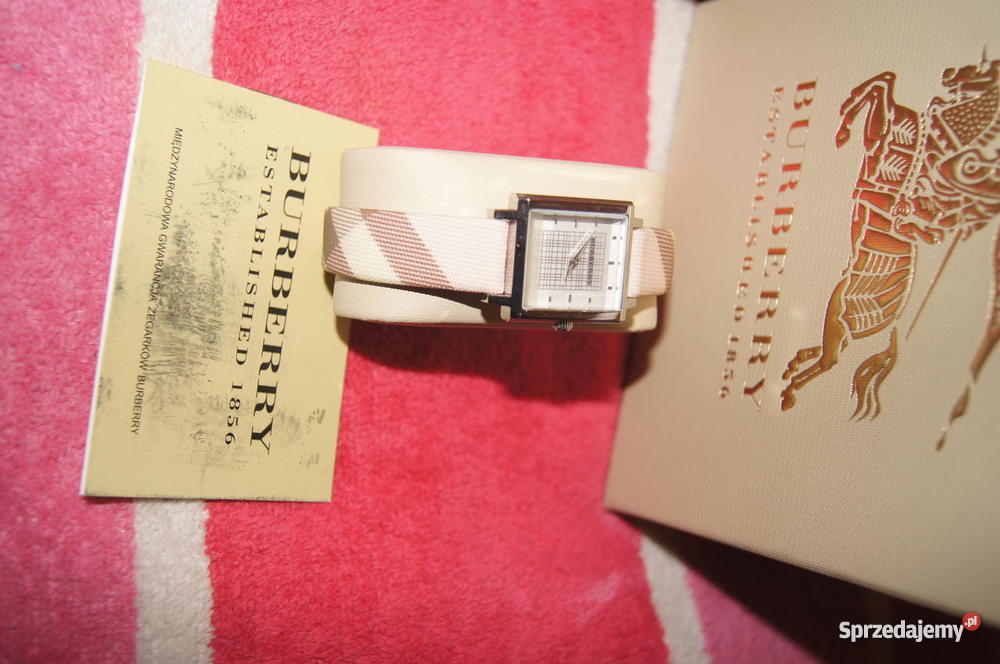 BURBERRY
ESTABLISHED 1856
MIĘDZYNARODOWA GWARANCJA ZEGARKÓW BURBERRY
BURBERRY
ESTABLISHED 1856
Sprzedajemy.pl